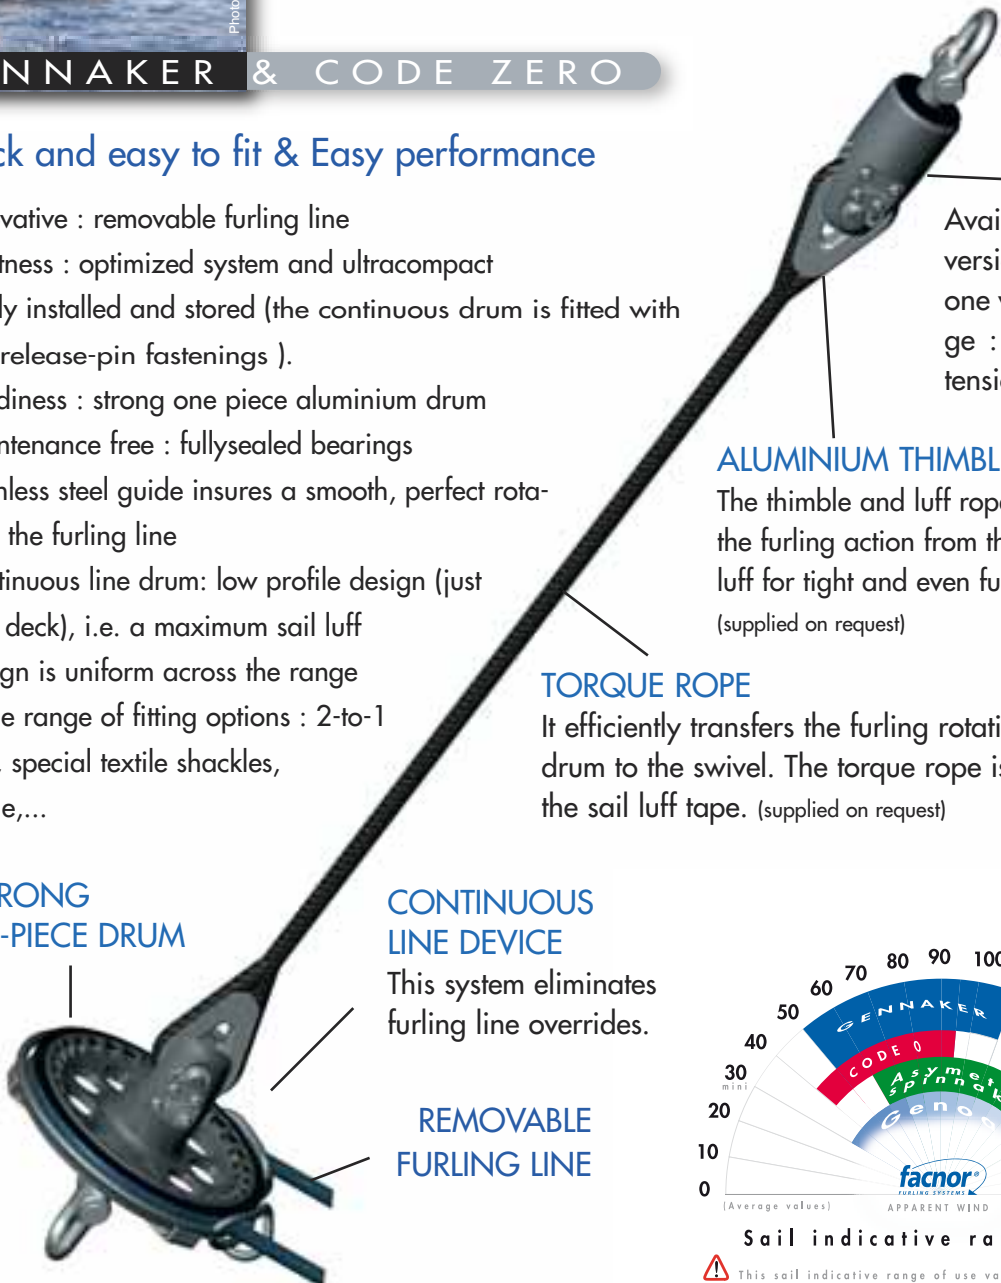 Photo
NNAKER & CODE ZERO
ck and easy to fit & Easy performance
vative : removable furling line
tness : optimized system and ultracompact
ly installed and stored (the continuous drum is fitted with
release-pin fastenings ).
diness : strong one piece aluminium drum
ntenance free : fullysealed bearings
nless steel guide insures a smooth, perfect rota-
the furling line
tinuous line drum: low profile design (just
deck), i.e. a maximum sail luff
gn is uniform across the range
e range of fitting options : 2-to-1
. special textile shackles,
e,...
Avai
versi
one v
ge :
tensi
ALUMINIUM THIMBL
The thimble and luff rop
the furling action from th
luff for tight and even fu
(supplied on request)
TORQUE ROPE
It efficiently transfers the furling rotati
drum to the swivel. The torque rope is
the sail luff tape. (supplied on request)
RONG
-PIECE DRUM
CONTINUOUS
LINE DEVICE
This system eliminates
furling line overrides.
REMOVABLE
FURLING LINE
0
10
20
30
mini
40
50
60
70
80
90
100
GENNAKER
CODE 0
Asymet
spinnak
Geno
facnor®
FURLING SYSTEMS
APPARENT WIND
(Average values)
Sail indicative ra
This sail indicative range of use va